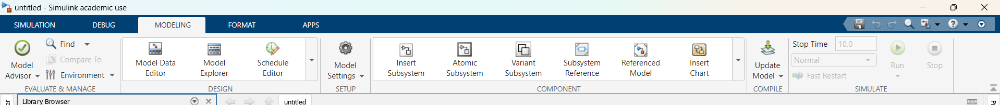 untitled - Simulink academic use
SIMULATION DEBUG MODELING FORMAT APPS
Model Advisor
Find
Compare To
Environment
EVALUATE & MANAGE
Model Data Editor
Model Explorer
Schedule Editor
DESIGN
Model Settings
SETUP
Insert Subsystem
Atomic Subsystem
Variant Subsystem
Subsystem Reference
Referenced Model
Insert Chart
COMPONENT
Update Model
COMPILE
Stop Time 10.0
Normal
Fast Restart
Run
Stop
SIMULATE
Library Browser
untitled